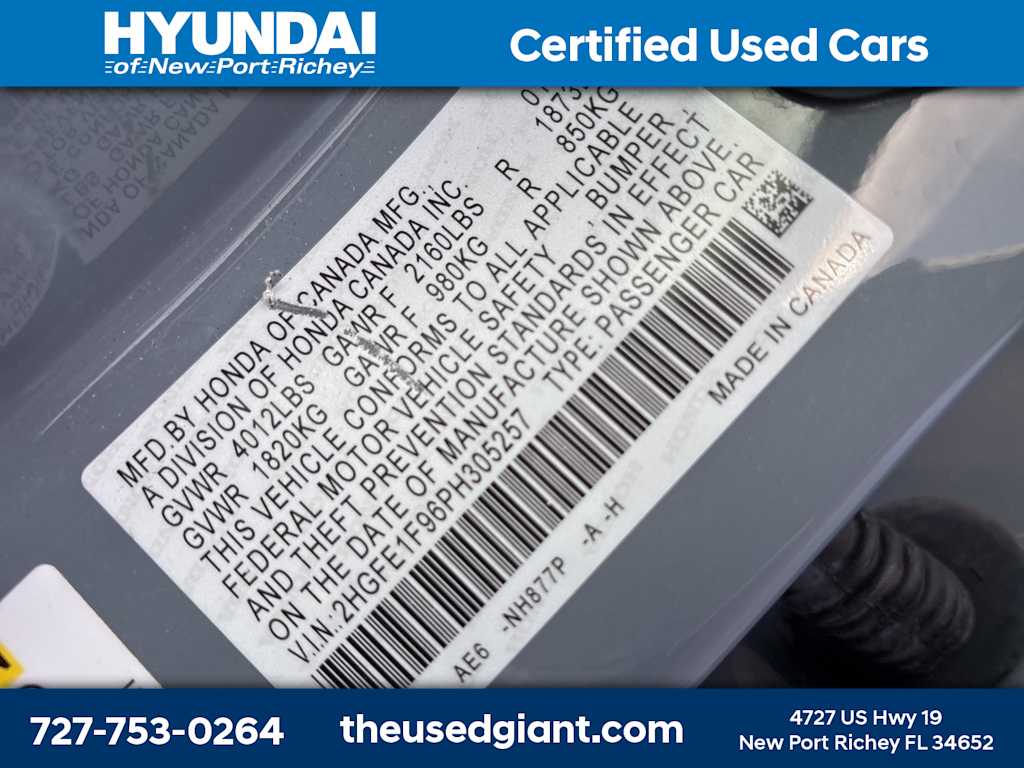 HYUNDAI
of New Port Richey
Certified Used Cars
MFD. BY HONDA OF CANADA MFG.
A DIVISION OF HONDA CANADA INC.
GVWR 4012LBS GAWR F 2160LBS R
GVWR 1820KG GAWR F 980KG R 850KG
THIS VEHICLE CONFORMS TO ALL APPLICABLE
FEDERAL MOTOR VEHICLE SAFETY BUMPER
AND THEFT PREVENTION STANDARDS IN EFFECT
ON THE DATE OF MANUFACTURE SHOWN ABOVE.
V.I.N.: 2HGFE1F96PH305257 TYPE: PASSENGER CAR
AE6 -NH877P -A -H
MADE IN CANADA
727-753-0264
theusedgiant.com
4727 US Hwy 19
New Port Richey FL 34652